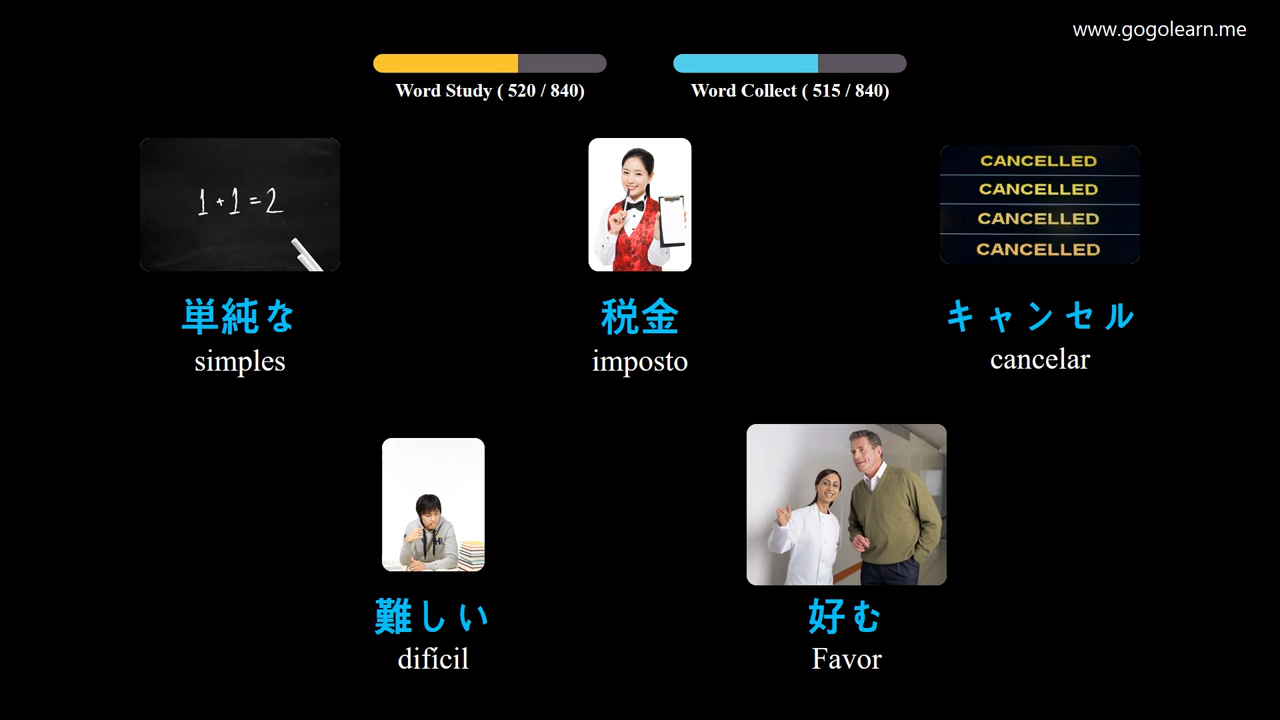 www.gogolearn.me
Word Study ( 520 / 840)
Word Collect ( 515 / 840)
1 + 1 = 2
CANCELLED
CANCELLED
CANCELLED
CANCELLED
単純な
税金
キャンセル
simples
imposto
cancelar
難しい
好む
difícil
Favor